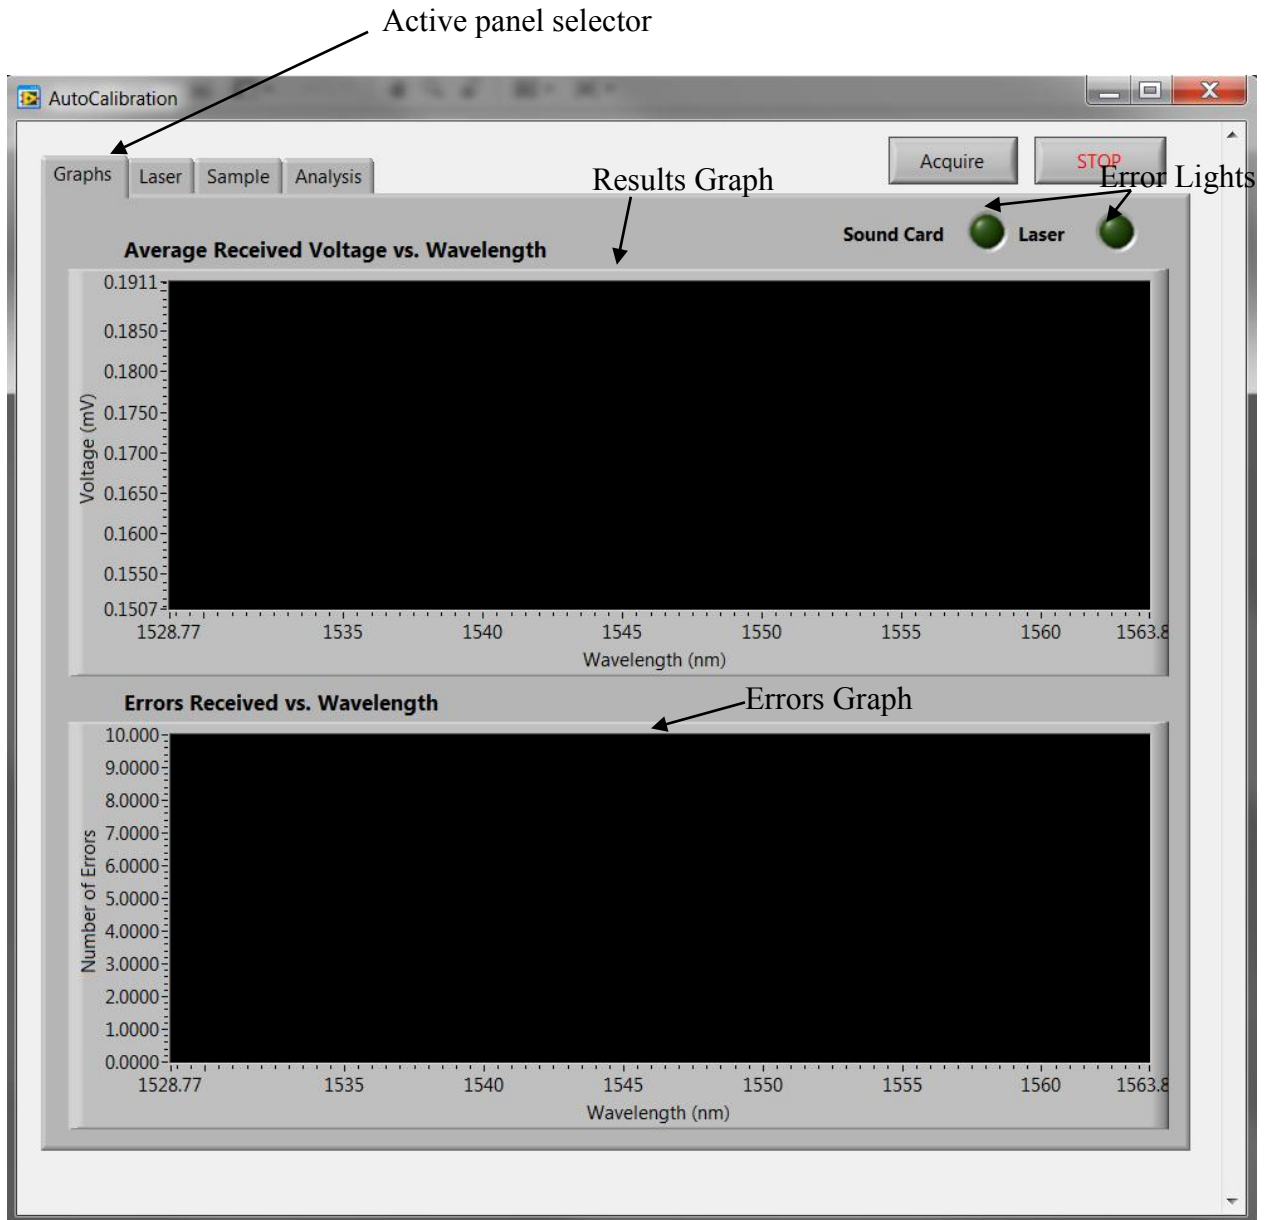 Active panel selector
AutoCalibration
Acquire
STOP
Graphs
Laser
Sample
Analysis
Results Graph
Error Lights
Sound Card
Laser
Average Received Voltage vs. Wavelength
0.1911
0.1850
0.1800
0.1750
0.1700
0.1650
0.1600
0.1550
0.1507
Voltage (mV)
1528.77 1535 1540 1545 1550 1555 1560 1563.8
Wavelength (nm)
Errors Received vs. Wavelength
Errors Graph
10.000
9.0000
8.0000
7.0000
6.0000
5.0000
4.0000
3.0000
2.0000
1.0000
0.0000
Number of Errors
1528.77 1535 1540 1545 1550 1555 1560 1563.8
Wavelength (nm)